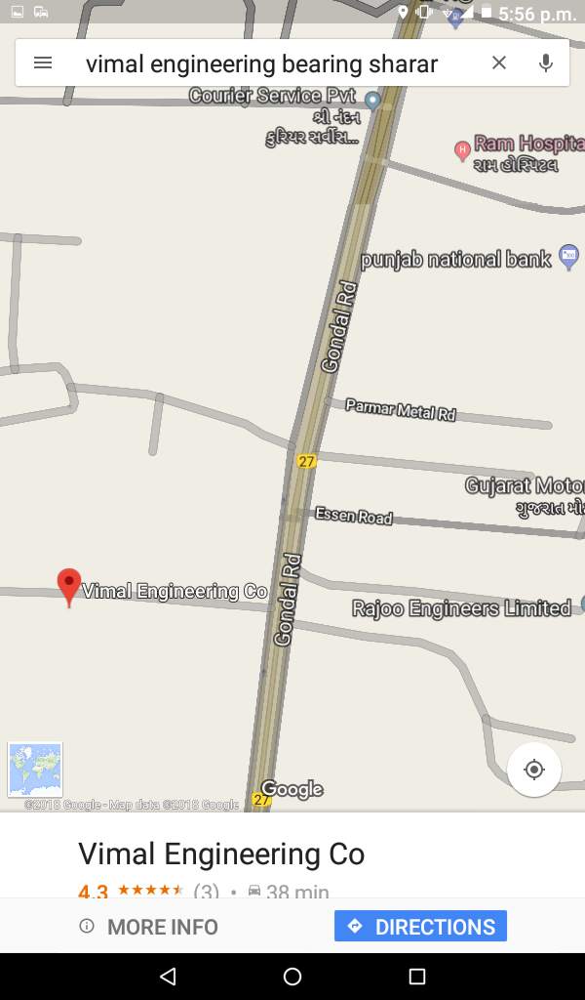 5:56 p.m.
vimal engineering bearing sharar
Courier Service Pvt
શ્રી નંદન
કુરિયર સર્વીસ...
Ram Hospita
રામ હોસ્પિટલ
punjab national bank
Gondal Rd
Parmar Metal Rd
27
Gujarat Moto
ગુજરાત મો
Essen Road
Gondal Rd
Vimal Engineering Co
Rajoo Engineers Limited
27
Google
©2018 Google - Map data ©2018 Google
Vimal Engineering Co
4.3 (3) • 38 min
MORE INFO
DIRECTIONS